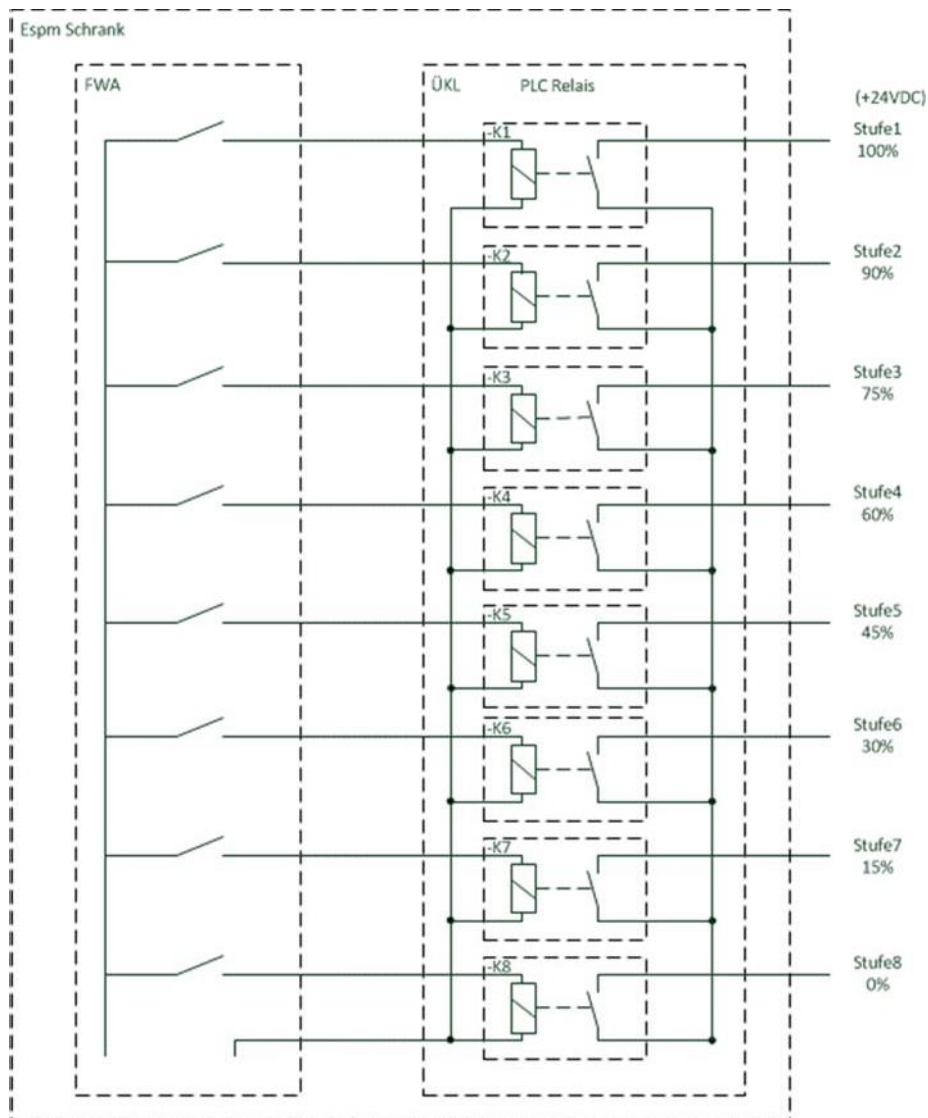 Espm Schrank
FWA
ÜKL
PLC Relais
(+24VDC)
-K1
Stufe1
100%
-K2
Stufe2
90%
-K3
Stufe3
75%
-K4
Stufe4
60%
-K5
Stufe5
45%
-K6
Stufe6
30%
-K7
Stufe7
15%
-K8
Stufe8
0%